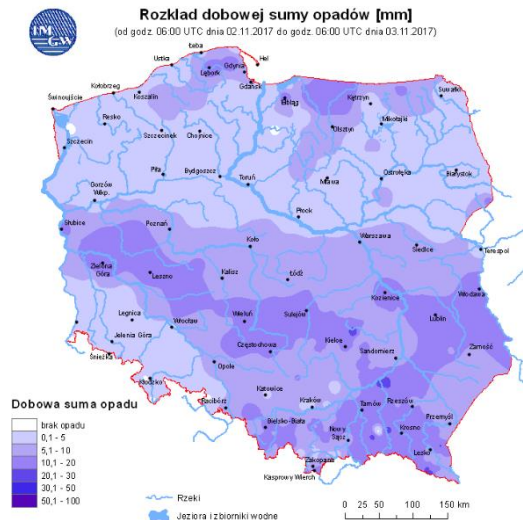 IM
GW
Rozkład dobowej sumy opadów [mm]
(od godz. 06:00 UTC dnia 02.11.2017 do godz. 06:00 UTC dnia 03.11.2017)
Łeba
Ustka
Hel
Gdynia
Lębork
Gdańsk
Kołobrzeg
Koszalin
Świnoujście
Elbląg
Kętrzyn
Suwałki
Resko
Szczecinek
Chojnice
Olsztyn
Mikołajki
Szczecin
Piła
Bydgoszcz
Toruń
Mława
Ostrołęka
Białystok
Gorzów
Wlkp.
Płock
Słubice
Poznań
Koło
Warszawa
Siedlce
Terespol
Zielona
Góra
Leszno
Kalisz
Łódź
Kozienice
Włodawa
Legnica
Wrocław
Wieluń
Sulejów
Lublin
Jelenia Góra
Śnieżka
Częstochowa
Kielce
Sandomierz
Zamość
Opole
Kłodzko
Katowice
Racibórz
Kraków
Tarnów
Rzeszów
Bielsko-Biała
Nowy
Sącz
Krosno
Przemyśl
Lesko
Zakopane
Kasprowy Wierch
Dobowa suma opadu
brak opadu
0,1 - 5
5,1 - 10
10,1 - 20
20,1 - 30
30,1 - 50
50,1 - 100
Rzeki
Jeziora i zbiorniki wodne
0 25 50 100 150 km